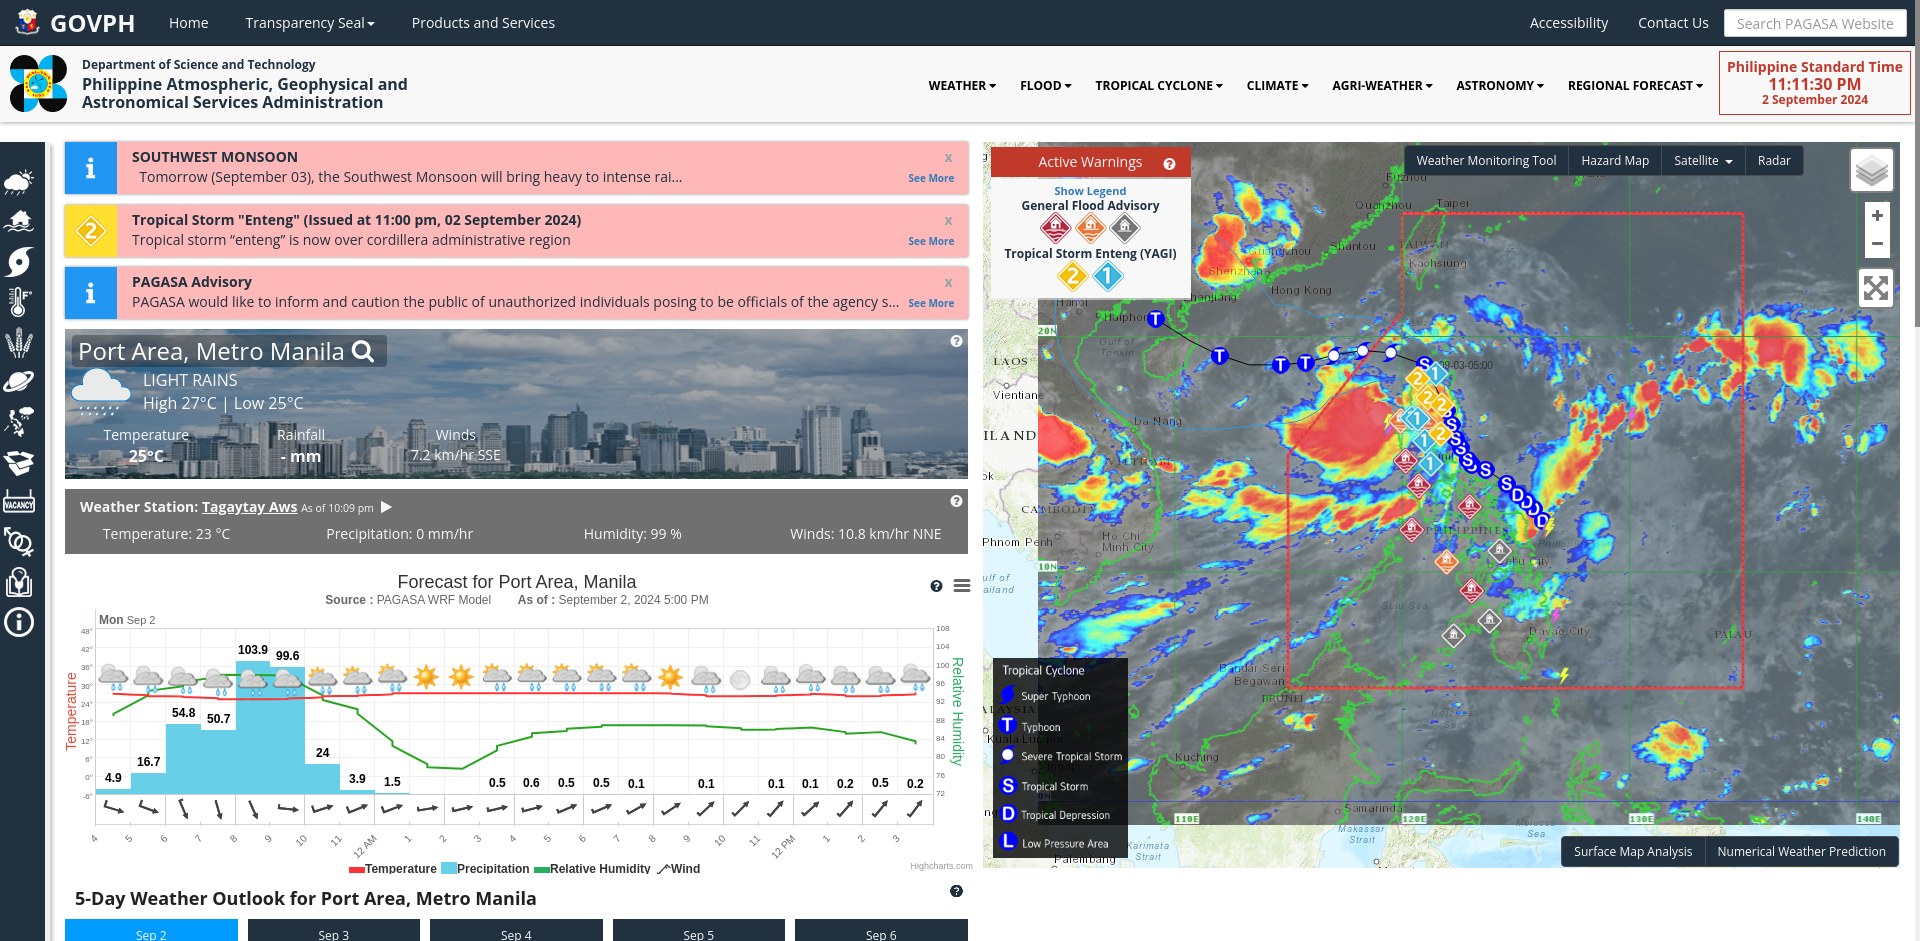 GOVPH
Home
Transparency Seal
Products and Services
Accessibility
Contact Us
Search PAGASA Website
Department of Science and Technology
Philippine Atmospheric, Geophysical and
Astronomical Services Administration
WEATHER
FLOOD
TROPICAL CYCLONE
CLIMATE
AGRI-WEATHER
ASTRONOMY
REGIONAL FORECAST
Philippine Standard Time
11:11:30 PM
2 September 2024
SOUTHWEST MONSOON
x
Tomorrow (September 03), the Southwest Monsoon will bring heavy to intense rai...
See More
2
Tropical Storm "Enteng" (Issued at 11:00 pm, 02 September 2024)
x
Tropical storm “enteng” is now over cordillera administrative region
See More
PAGASA Advisory
x
PAGASA would like to inform and caution the public of unauthorized individuals posing to be officials of the agency s...
See More
VACANCY
Port Area, Metro Manila
LIGHT RAINS
High 27°C | Low 25°C
Temperature
25°C
Rainfall
- mm
Winds
7.2 km/hr SSE
Weather Station: Tagaytay Aws As of 10:09 pm
Temperature: 23 °C
Precipitation: 0 mm/hr
Humidity: 99 %
Winds: 10.8 km/hr NNE
Forecast for Port Area, Manila
Source : PAGASA WRF Model As of : September 2, 2024 5:00 PM
Mon Sep 2
Temperature
48°
42°
36°
30°
24°
18°
12°
6°
0°
-6°
Relative Humidity
108
104
100
96
92
88
84
80
76
72
4.9
16.7
54.8
50.7
103.9
99.6
24
3.9
1.5
0.5
0.6
0.5
0.5
0.1
0.1
0.1
0.1
0.2
0.5
0.2
4 5 6 7 8 9 10 11 12 AM 1 2 3 4 5 6 7 8 9 10 11 12 PM 1 2 3
Temperature
Precipitation
Relative Humidity
Wind
Highcharts.com
5-Day Weather Outlook for Port Area, Metro Manila
Sep 2
Sep 3
Sep 4
Sep 5
Sep 6
Active Warnings
Show Legend
General Flood Advisory
Tropical Storm Enteng (YAGI)
2
1
Weather Monitoring Tool
Hazard Map
Satellite
Radar
+
−
Fuzhou
Quanzhou
Taipei
Shantou
TAIWAN
Kaohsiung
Guangzhou
Shenzhen
Hong Kong
Zhanjiang
Hanoi
Haiphon
Gulf of
Tonkin
20N
LAOS
Vientiane
Da Nang
ILAND
VIETNAM
CAMBODIA
Phnom Penh
Ho Chi
Minh City
10N
ulf of
ailand
09-03-05:00
T
T
T
T
S
2
1
2
2
1
2
1
1
S
S
S
S
S
S
D
D
D
D
PHILIPPINES
Cebu City
Sulu Sea
Davao City
PALAU
Bandar Seri
Begawan
BRUNEI
Celebes
Sea
ALAYSIA
Kuala Lumpur
Kuching
110E
120E
130E
140E
Samarinda
Makassar
Strait
Karimata
Strait
Molucca
Sea
Palembang
Tropical Cyclone
Super Typhoon
T Typhoon
Severe Tropical Storm
S Tropical Storm
D Tropical Depression
L Low Pressure Area
Surface Map Analysis
Numerical Weather Prediction